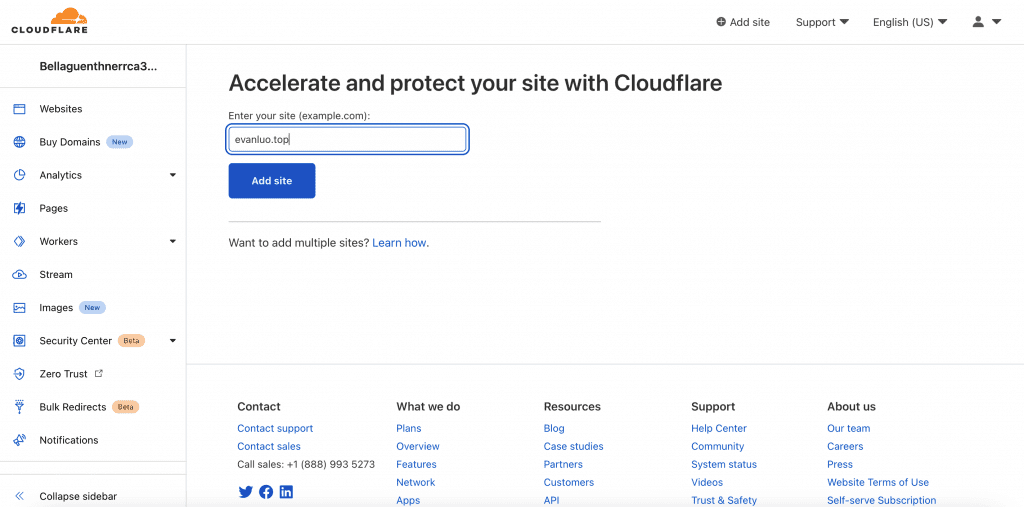 CLOUDFLARE
Add site
Support
English (US)
Bellaguenthnerrca3...
Websites
Buy Domains New
Analytics
Pages
Workers
Stream
Images New
Security Center Beta
Zero Trust
Bulk Redirects Beta
Notifications
Collapse sidebar
Accelerate and protect your site with Cloudflare
Enter your site (example.com):
evanluo.top
Add site
Want to add multiple sites? Learn how.
Contact
Contact support
Contact sales
Call sales: +1 (888) 993 5273
What we do
Plans
Overview
Features
Network
Apps
Resources
Blog
Case studies
Partners
Customers
API
Support
Help Center
Community
System status
Videos
Trust & Safety
About us
Our team
Careers
Press
Website Terms of Use
Self-serve Subscription